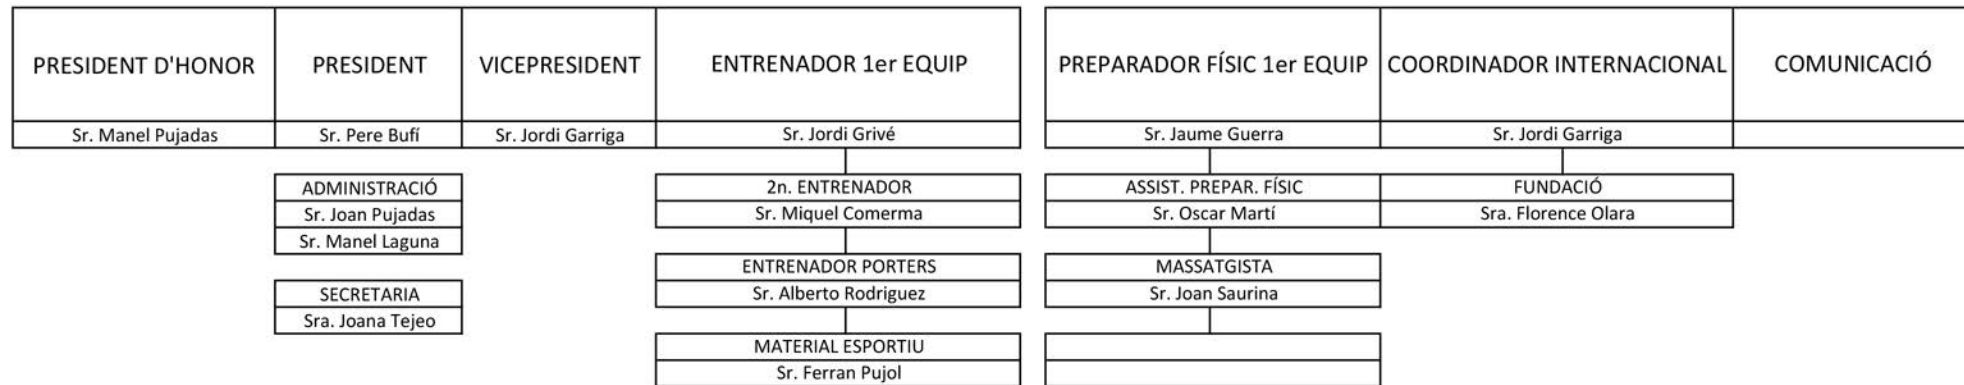 PRESIDENT D'HONOR
Sr. Manel Pujadas
PRESIDENT
Sr. Pere Bufí
ADMINISTRACIÓ
Sr. Joan Pujadas
Sr. Manel Laguna
SECRETARIA
Sra. Joana Tejeo
VICEPRESIDENT
Sr. Jordi Garriga
ENTRENADOR 1er EQUIP
Sr. Jordi Grivé
2n. ENTRENADOR
Sr. Miquel Comerma
ENTRENADOR PORTERS
Sr. Alberto Rodriguez
MATERIAL ESPORTIU
Sr. Ferran Pujol
PREPARADOR FÍSIC 1er EQUIP
Sr. Jaume Guerra
ASSIST. PREPAR. FÍSIC
Sr. Oscar Martí
MASSATGISTA
Sr. Joan Saurina
COORDINADOR INTERNACIONAL
Sr. Jordi Garriga
FUNDACIÓ
Sra. Florence Olara
COMUNICACIÓ